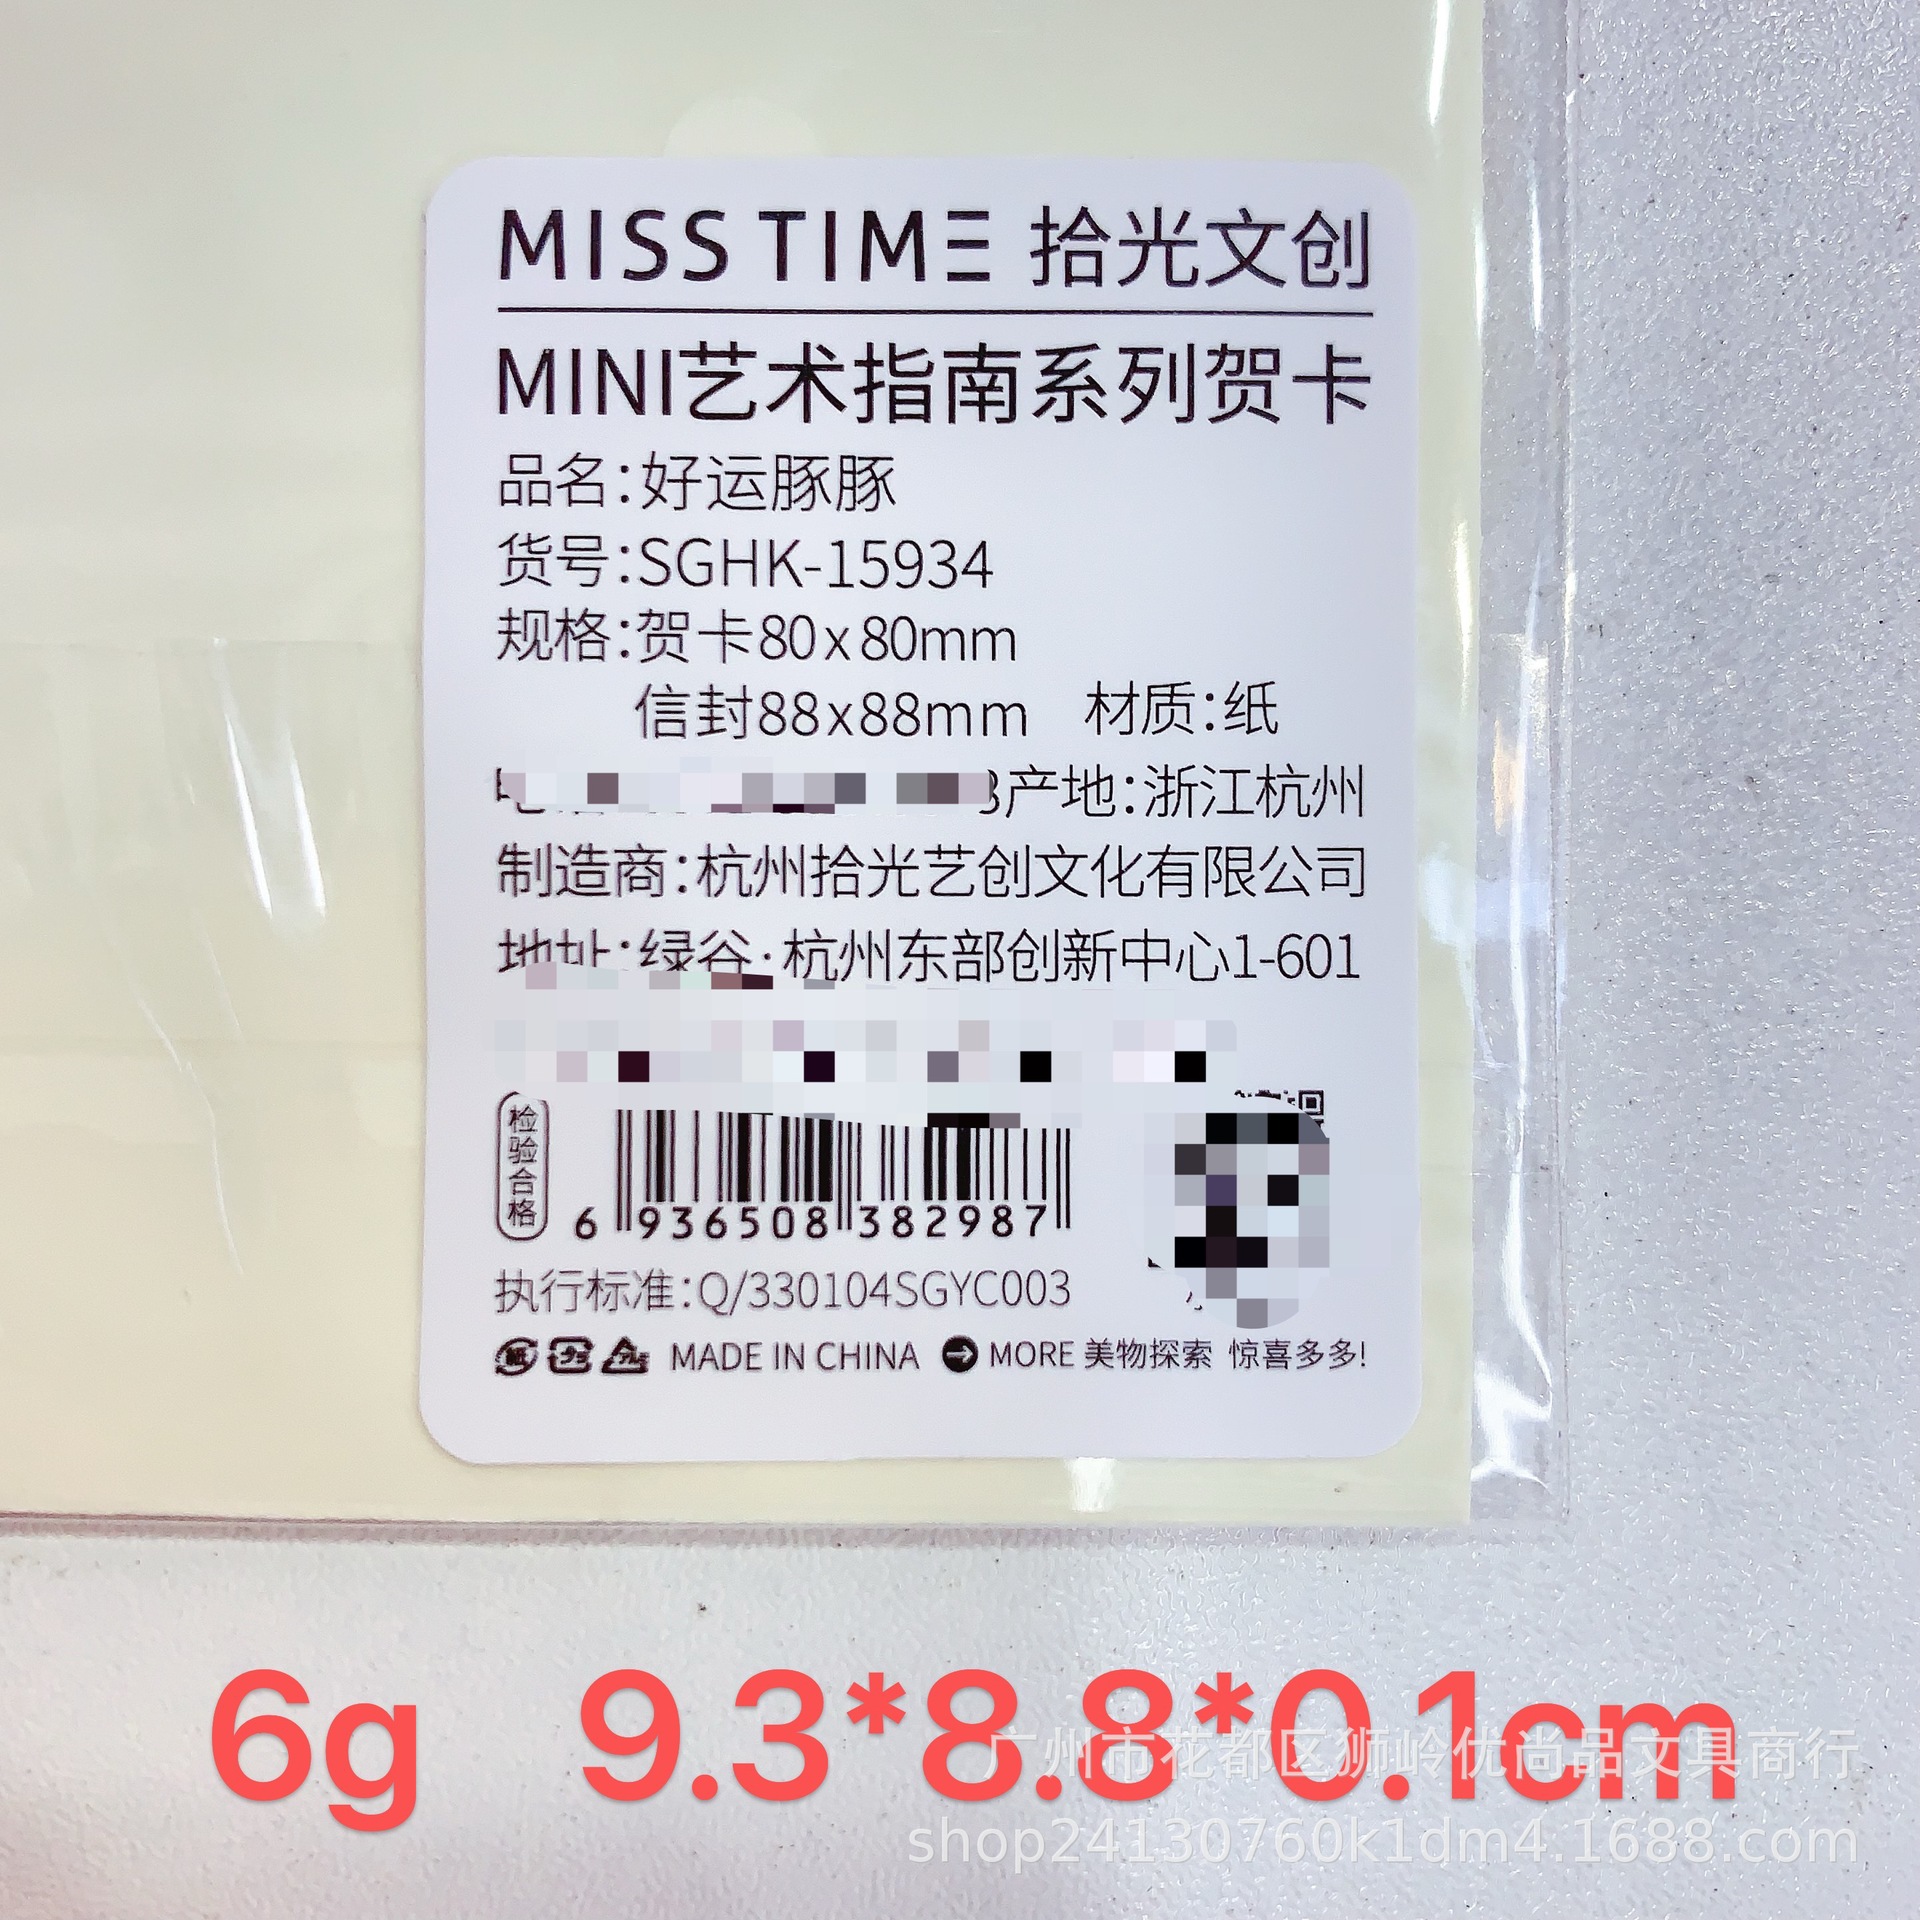 MISS TIME 拾光文创
MINI艺术指南系列贺卡
品名：好运豚豚
货号：SGHK-15934
规格：贺卡80x80mm
信封88x88mm 材质：纸
产地：浙江杭州
制造商：杭州拾光艺创文化有限公司
地址：绿谷·杭州东部创新中心1-601
检验合格
6 936508 382987
执行标准：Q/330104SGYC003
MADE IN CHINA MORE 美物探索 惊喜多多!
6g 9.3*8.8*0.1cm
广州市花都区狮岭优尚品文具商行
shop24130760k1dm4.1688.com